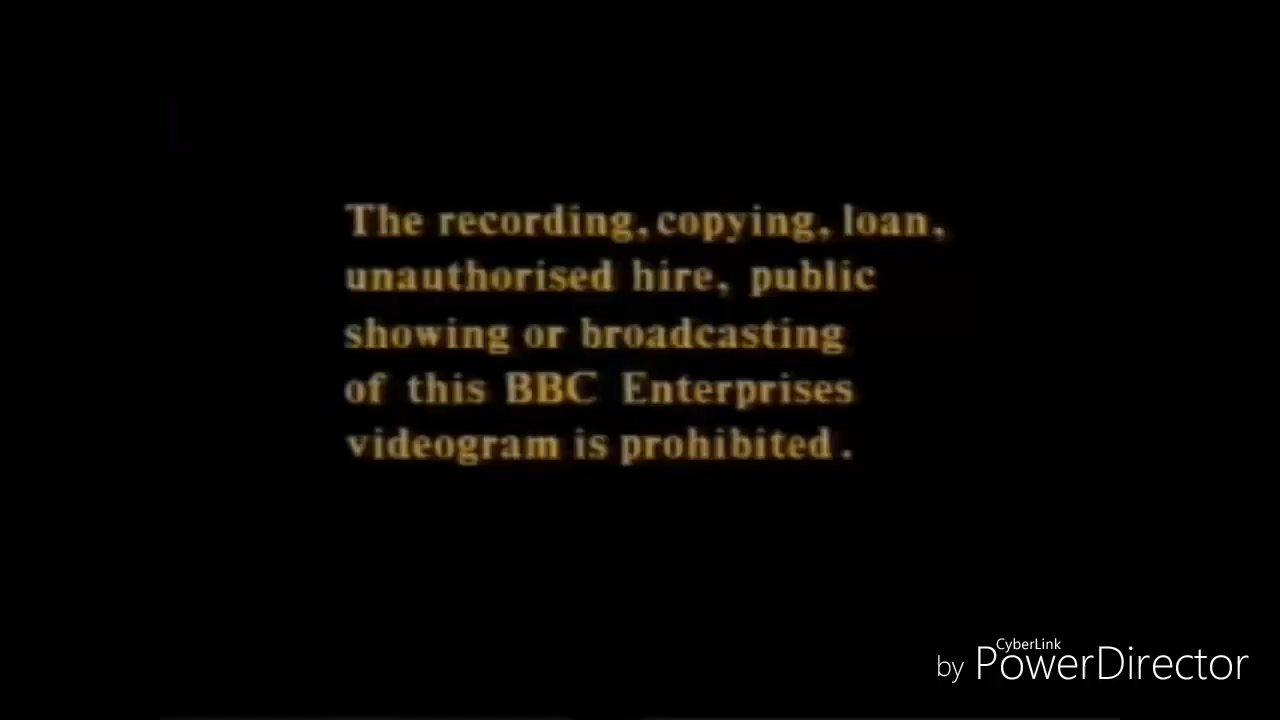 The recording, copying, loan,
unauthorised hire, public
showing or broadcasting
of this BBC Enterprises
videogram is prohibited.
CyberLink
by PowerDirector